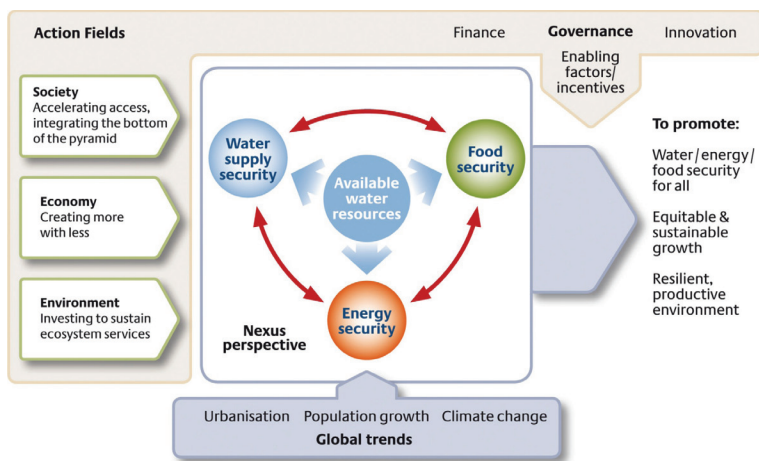 Action Fields
Finance
Governance
Innovation
Enabling
factors/
incentives
Society
Accelerating access,
integrating the bottom
of the pyramid
Economy
Creating more
with less
Environment
Investing to sustain
ecosystem services
Water
supply
security
Food
security
Available
water
resources
Energy
security
Nexus
perspective
To promote:
Water/energy/
food security
for all
Equitable &
sustainable
growth
Resilient,
productive
environment
Urbanisation
Population growth
Climate change
Global trends